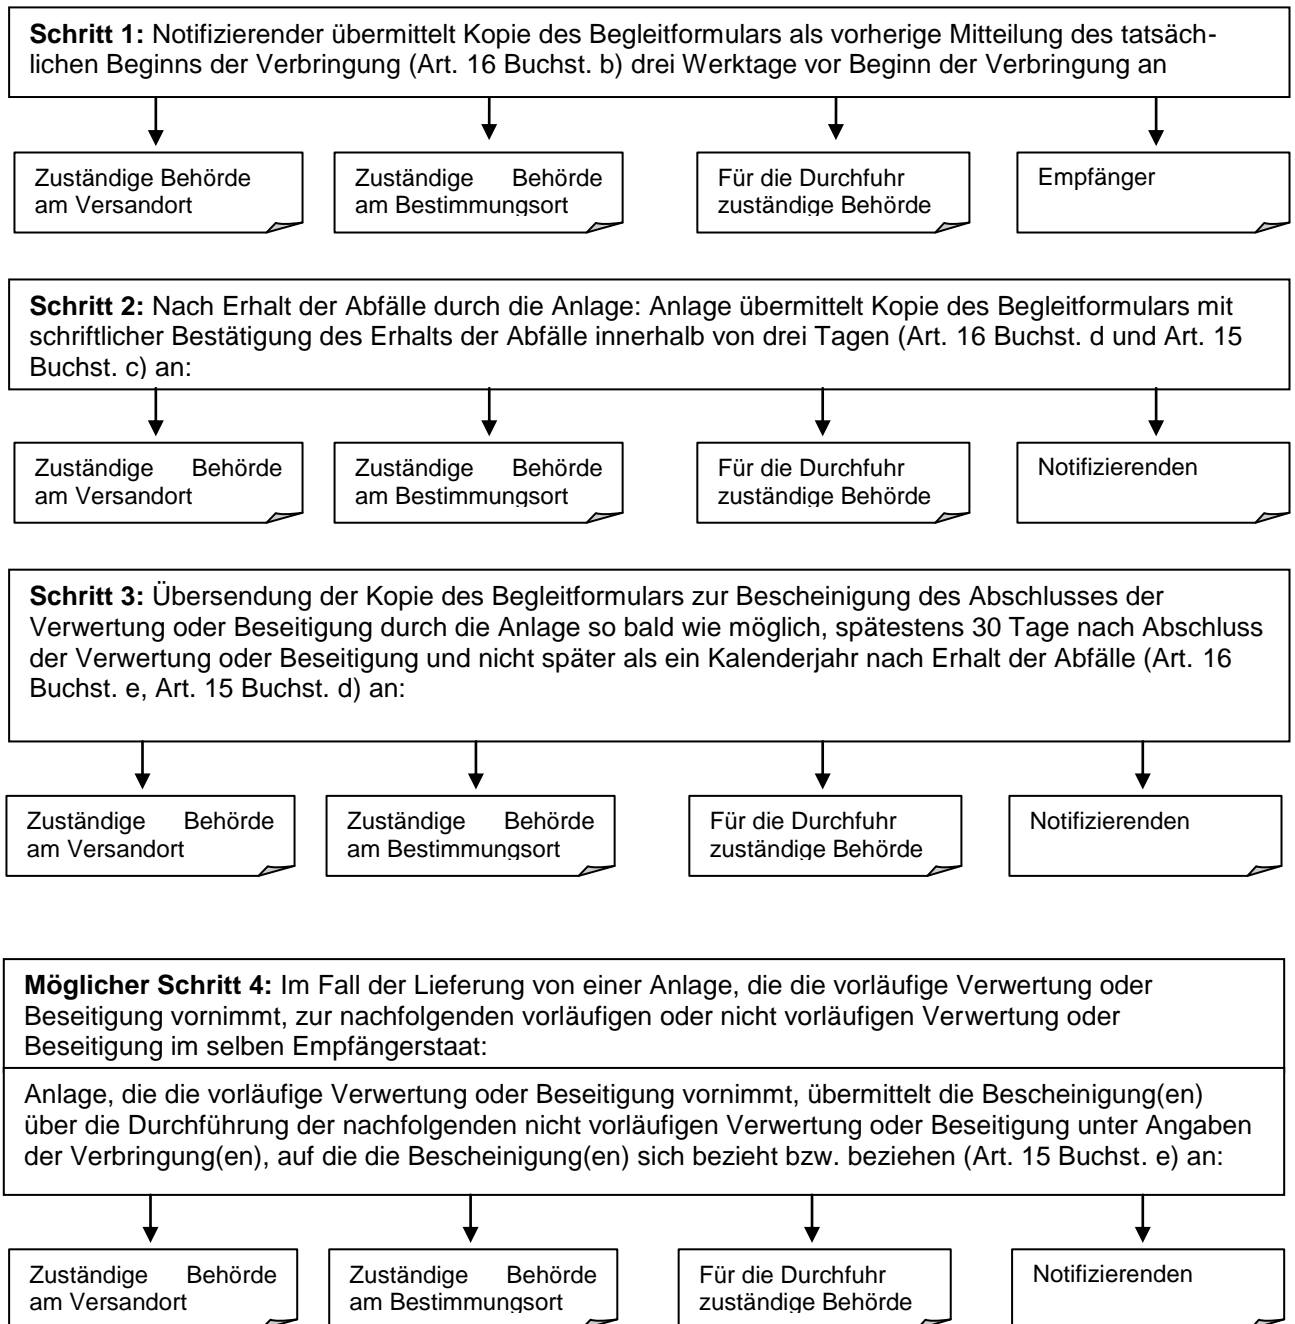 Schritt 1: Notifizierender übermittelt Kopie des Begleitformulars als vorherige Mitteilung des tatsäch-
lichen Beginns der Verbringung (Art. 16 Buchst. b) drei Werktage vor Beginn der Verbringung an
Zuständige Behörde
am Versandort
Zuständige Behörde
am Bestimmungsort
Für die Durchfuhr
zuständige Behörde
Empfänger
Schritt 2: Nach Erhalt der Abfälle durch die Anlage: Anlage übermittelt Kopie des Begleitformulars mit
schriftlicher Bestätigung des Erhalts der Abfälle innerhalb von drei Tagen (Art. 16 Buchst. d und Art. 15
Buchst. c) an:
Zuständige Behörde
am Versandort
Zuständige Behörde
am Bestimmungsort
Für die Durchfuhr
zuständige Behörde
Notifizierenden
Schritt 3: Übersendung der Kopie des Begleitformulars zur Bescheinigung des Abschlusses der
Verwertung oder Beseitigung durch die Anlage so bald wie möglich, spätestens 30 Tage nach Abschluss
der Verwertung oder Beseitigung und nicht später als ein Kalenderjahr nach Erhalt der Abfälle (Art. 16
Buchst. e, Art. 15 Buchst. d) an:
Zuständige Behörde
am Versandort
Zuständige Behörde
am Bestimmungsort
Für die Durchfuhr
zuständige Behörde
Notifizierenden
Möglicher Schritt 4: Im Fall der Lieferung von einer Anlage, die die vorläufige Verwertung oder
Beseitigung vornimmt, zur nachfolgenden vorläufigen oder nicht vorläufigen Verwertung oder
Beseitigung im selben Empfängerstaat:
Anlage, die die vorläufige Verwertung oder Beseitigung vornimmt, übermittelt die Bescheinigung(en)
über die Durchführung der nachfolgenden nicht vorläufigen Verwertung oder Beseitigung unter Angaben
der Verbringung(en), auf die die Bescheinigung(en) sich bezieht bzw. beziehen (Art. 15 Buchst. e) an:
Zuständige Behörde
am Versandort
Zuständige Behörde
am Bestimmungsort
Für die Durchfuhr
zuständige Behörde
Notifizierenden